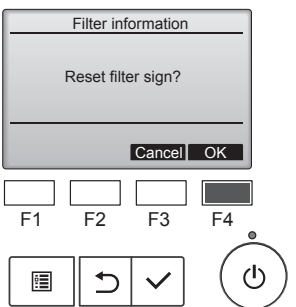 Filter information
Reset filter sign?
Cancel OK
F1 F2 F3 F4